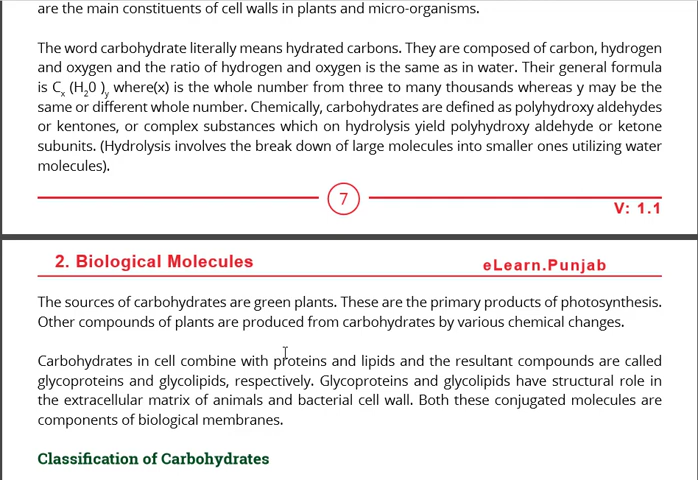 are the main constituents of cell walls in plants and micro-organisms.
The word carbohydrate literally means hydrated carbons. They are composed of carbon, hydrogen
and oxygen and the ratio of hydrogen and oxygen is the same as in water. Their general formula
is Cx (H20 )y where(x) is the whole number from three to many thousands whereas y may be the
same or different whole number. Chemically, carbohydrates are defined as polyhydroxy aldehydes
or kentones, or complex substances which on hydrolysis yield polyhydroxy aldehyde or ketone
subunits. (Hydrolysis involves the break down of large molecules into smaller ones utilizing water
molecules).
7
V: 1.1
2. Biological Molecules
eLearn.Punjab
The sources of carbohydrates are green plants. These are the primary products of photosynthesis.
Other compounds of plants are produced from carbohydrates by various chemical changes.
Carbohydrates in cell combine with proteins and lipids and the resultant compounds are called
glycoproteins and glycolipids, respectively. Glycoproteins and glycolipids have structural role in
the extracellular matrix of animals and bacterial cell wall. Both these conjugated molecules are
components of biological membranes.
Classification of Carbohydrates